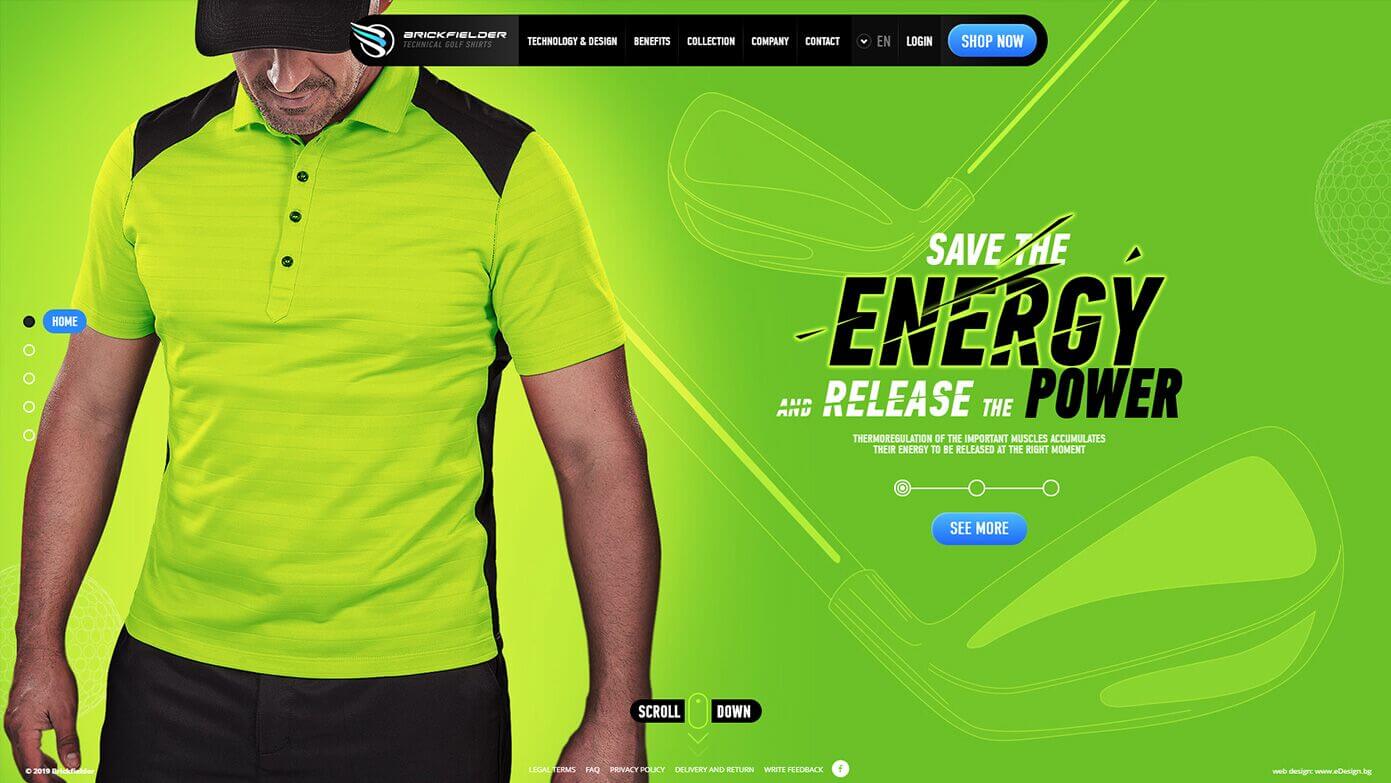 BRICKFIELDER
TECHNICAL GOLF SHIRTS
TECHNOLOGY & DESIGN
BENEFITS
COLLECTION
COMPANY
CONTACT
EN
LOGIN
SHOP NOW
HOME
SAVE THE
ENERGY
AND RELEASE THE POWER
THERMOREGULATION OF THE IMPORTANT MUSCLES ACCUMULATES
THEIR ENERGY TO BE RELEASED AT THE RIGHT MOMENT
SEE MORE
SCROLL DOWN
© 2019 Brickfielder
LEGAL TERMS
FAQ
PRIVACY POLICY
DELIVERY AND RETURN
WRITE FEEDBACK
f
web design: www.eDesign.bg